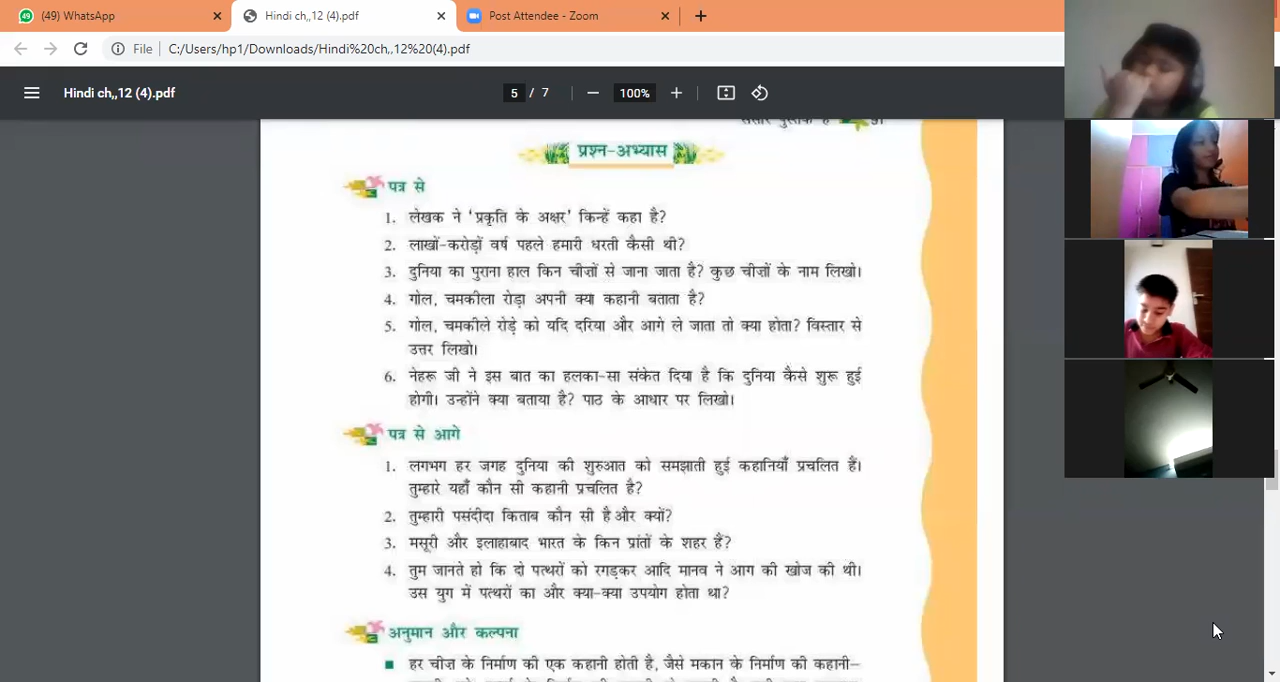 (49) WhatsApp
Hindi ch,,12 (4).pdf
Post Attendee - Zoom
File C:/Users/hp1/Downloads/Hindi%20ch,,12%20(4).pdf
Hindi ch,,12 (4).pdf
5 / 7
100%
संसार पुस्तक है
प्रश्न-अभ्यास
पत्र से
1. लेखक ने 'प्रकृति के अक्षर' किन्हें कहा है?
2. लाखों-करोड़ों वर्ष पहले हमारी धरती कैसी थी?
3. दुनिया का पुराना हाल किन चीज़ों से जाना जाता है? कुछ चीज़ों के नाम लिखो।
4. गोल, चमकीला रोड़ा अपनी क्या कहानी बताता है?
5. गोल, चमकीले रोड़े को यदि दरिया और आगे ले जाता तो क्या होता? विस्तार से
उत्तर लिखो।
6. नेहरू जी ने इस बात का हलका-सा संकेत दिया है कि दुनिया कैसे शुरू हुई
होगी। उन्होंने क्या बताया है? पाठ के आधार पर लिखो।
पत्र से आगे
1. लगभग हर जगह दुनिया की शुरुआत को समझाती हुई कहानियाँ प्रचलित हैं।
तुम्हारे यहाँ कौन सी कहानी प्रचलित है?
2. तुम्हारी पसंदीदा किताब कौन सी है और क्यों?
3. मसूरी और इलाहाबाद भारत के किन प्रांतों के शहर हैं?
4. तुम जानते हो कि दो पत्थरों को रगड़कर आदि मानव ने आग की खोज की थी।
उस युग में पत्थरों का और क्या-क्या उपयोग होता था?
अनुमान और कल्पना
हर चीज़ के निर्माण की एक कहानी होती है, जैसे मकान के निर्माण की कहानी–